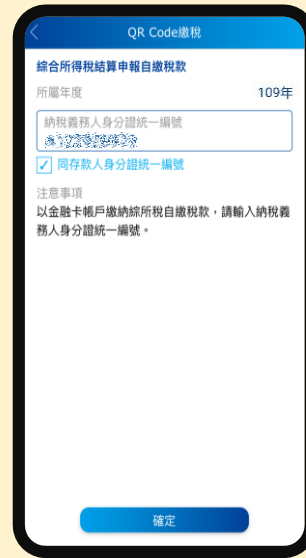 QR Code繳稅
綜合所得稅結算申報自繳稅款
所屬年度 109年
納稅義務人身分證統一編號
同存款人身分證統一編號
注意事項
以金融卡帳戶繳納綜所稅自繳稅款，請輸入納稅義
務人身分證統一編號。
確定